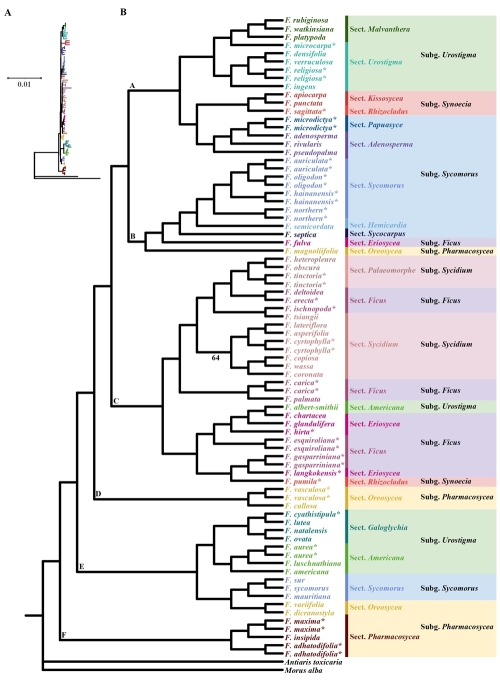 A
B
0.01
F. rubiginosa
F. watkinsiana
F. platypoda
F. microcarpa*
F. densifolia
F. verruculosa
F. religiosa*
F. religiosa*
F. ingens
F. apiocarpa
F. punctata
F. sagittata*
F. microdictya*
F. microdictya*
F. adenosperma
F. rivularis
F. pseudopalma
F. auriculata*
F. auriculata*
F. oligodon*
F. oligodon*
F. hainanensis*
F. hainanensis*
F. northern*
F. northern*
F. semicordata
F. septica
F. fulva
F. magnoliifolia
F. heteropleura
F. obscura
F. tinctoria*
F. tinctoria*
F. deltoidea
F. erecta*
F. ischnopoda*
F. tsiangii
F. lateriflora
F. asperifolia
F. cyrtophylla*
F. cyrtophylla*
F. copiosa
F. wassa
F. coronata
F. carica*
F. carica*
F. palmata
F. albert-smithii
F. chartacea
F. glandulifera
F. hirta*
F. esquiroliana*
F. esquiroliana*
F. gasparriniana*
F. gasparriniana*
F. langkokensis*
F. pumila*
F. vasculosa*
F. vasculosa*
F. callosa
F. cyathistipula*
F. lutea
F. natalensis
F. ovata
F. aurea*
F. aurea*
F. luschnathiana
F. americana
F. sur
F. sycomorus
F. mauritiana
F. variifolia
F. dicranostyla
F. maxima*
F. maxima*
F. insipida
F. adhatodifolia*
F. adhatodifolia*
Antiaris toxicaria
Morus alba
A
B
64
C
D
E
F
Sect. Malvanthera
Sect. Urostigma
Sect. Kissosycea
Sect. Rhizocladus
Sect. Papuasyce
Sect. Adenosperma
Sect. Sycomorus
Sect. Hemicardia
Sect. Sycocarpus
Sect. Eriosycea
Sect. Oreosycea
Sect. Palaeomorphe
Sect. Ficus
Sect. Sycidium
Sect. Ficus
Sect. Americana
Sect. Eriosycea
Sect. Ficus
Sect. Eriosycea
Sect. Rhizocladus
Sect. Oreosycea
Sect. Galoglychia
Sect. Americana
Sect. Sycomorus
Sect. Oreosycea
Sect. Pharmacosycea
Subg. Urostigma
Subg. Synoecia
Subg. Sycomorus
Subg. Ficus
Subg. Pharmacosycea
Subg. Sycidium
Subg. Ficus
Subg. Sycidium
Subg. Ficus
Subg. Urostigma
Subg. Ficus
Subg. Synoecia
Subg. Pharmacosycea
Subg. Urostigma
Subg. Sycomorus
Subg. Pharmacosycea